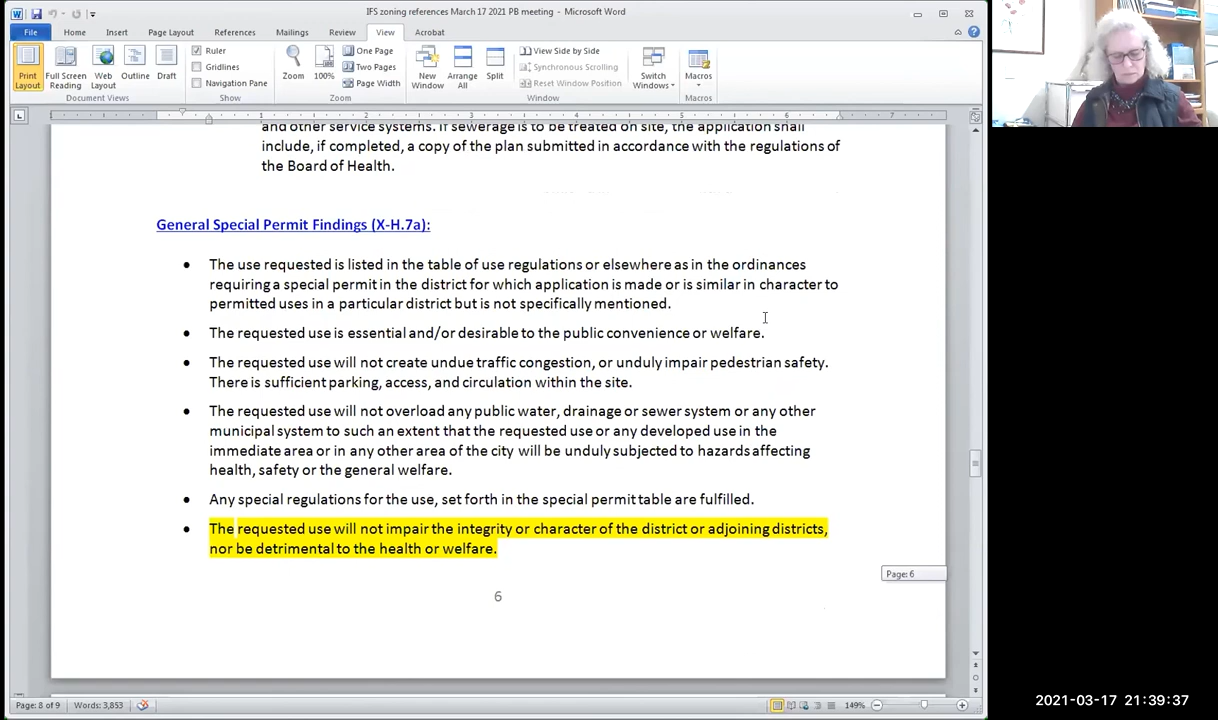 IFS zoning references March 17 2021 PB meeting - Microsoft Word
File Home Insert Page Layout References Mailings Review View Acrobat
Print Layout
Full Screen Reading
Web Layout
Outline
Draft
Document Views
Ruler
Gridlines
Navigation Pane
Show
Zoom
100%
One Page
Two Pages
Page Width
Zoom
New Window
Arrange All
Split
View Side by Side
Synchronous Scrolling
Reset Window Position
Switch Windows
Window
Macros
Macros
1 2 3 4 5 6 7
and other service systems. If sewerage is to be treated on site, the application shall
include, if completed, a copy of the plan submitted in accordance with the regulations of
the Board of Health.
General Special Permit Findings (X-H.7a):
• The use requested is listed in the table of use regulations or elsewhere as in the ordinances
requiring a special permit in the district for which application is made or is similar in character to
permitted uses in a particular district but is not specifically mentioned.
• The requested use is essential and/or desirable to the public convenience or welfare.
• The requested use will not create undue traffic congestion, or unduly impair pedestrian safety.
There is sufficient parking, access, and circulation within the site.
• The requested use will not overload any public water, drainage or sewer system or any other
municipal system to such an extent that the requested use or any developed use in the
immediate area or in any other area of the city will be unduly subjected to hazards affecting
health, safety or the general welfare.
• Any special regulations for the use, set forth in the special permit table are fulfilled.
• The requested use will not impair the integrity or character of the district or adjoining districts,
nor be detrimental to the health or welfare.
Page: 6
6
Page: 8 of 9 Words: 3,853
149%
2021-03-17 21:39:37